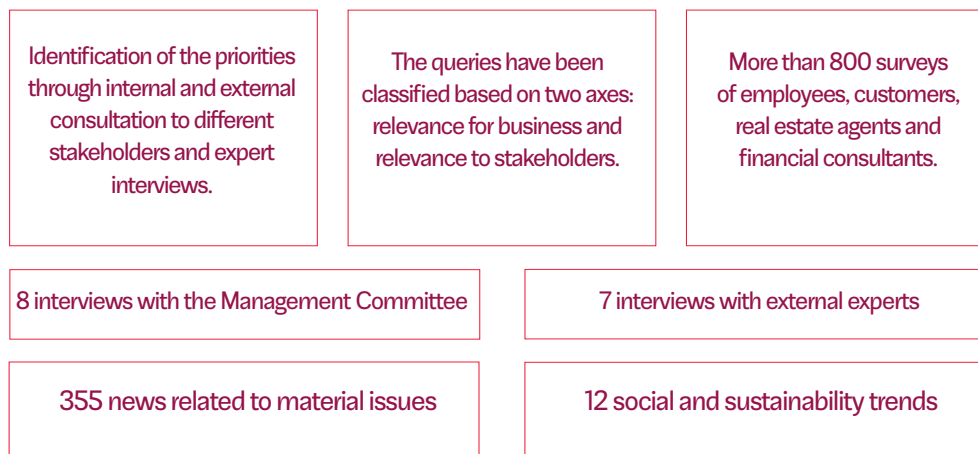 Identification of the priorities
through internal and external
consultation to different
stakeholders and expert
interviews.
The queries have been
classified based on two axes:
relevance for business and
relevance to stakeholders.
More than 800 surveys
of employees, customers,
real estate agents and
financial consultants.
8 interviews with the Management Committee
7 interviews with external experts
355 news related to material issues
12 social and sustainability trends